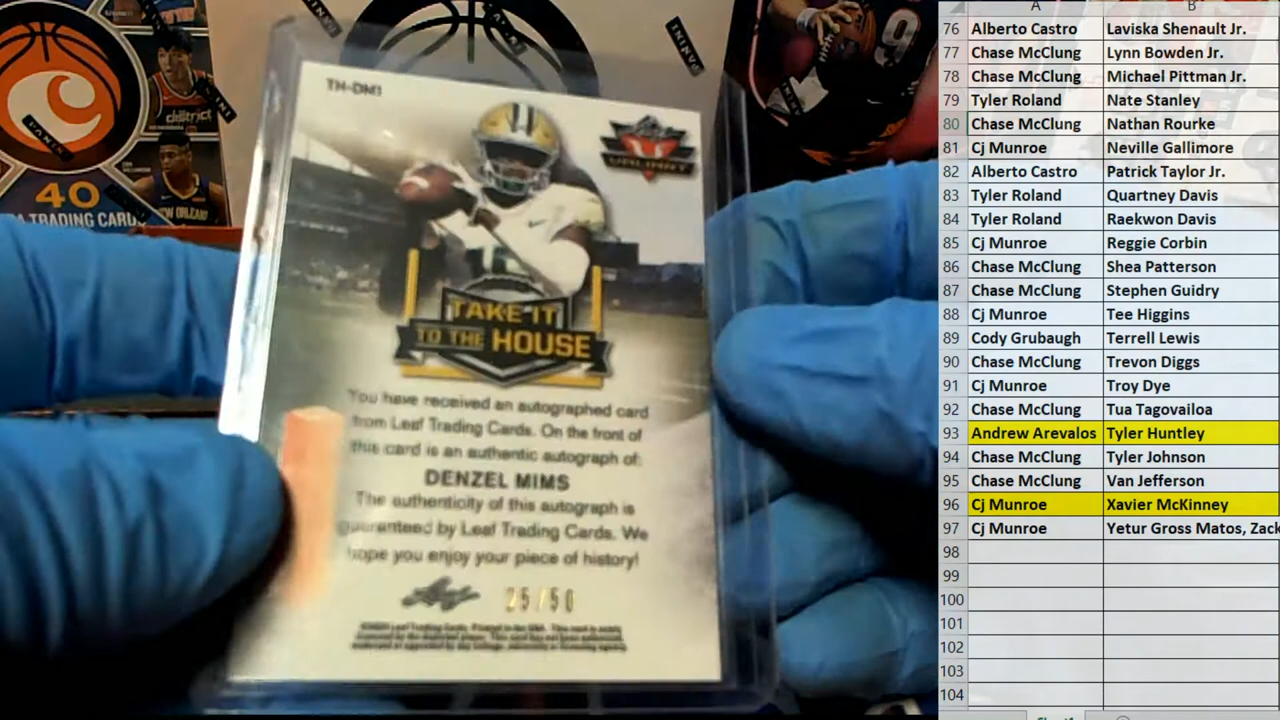 PANINI
PANINI
40
A TRADING CARDS
NEW ORLEANS
9
TH-DM1
VALIANT
TAKE IT
TO THE HOUSE
You have received an autographed card
from Leaf Trading Cards. On the front of
this card is an authentic autograph of:
DENZEL MIMS
The authenticity of this autograph is
guaranteed by Leaf Trading Cards. We
hope you enjoy your piece of history!
Leaf 25/50
A B
76 Alberto Castro Laviska Shenault Jr.
77 Chase McClung Lynn Bowden Jr.
78 Chase McClung Michael Pittman Jr.
79 Tyler Roland Nate Stanley
80 Chase McClung Nathan Rourke
81 Cj Munroe Neville Gallimore
82 Alberto Castro Patrick Taylor Jr.
83 Tyler Roland Quartney Davis
84 Tyler Roland Raekwon Davis
85 Cj Munroe Reggie Corbin
86 Chase McClung Shea Patterson
87 Chase McClung Stephen Guidry
88 Cj Munroe Tee Higgins
89 Cody Grubaugh Terrell Lewis
90 Chase McClung Trevon Diggs
91 Cj Munroe Troy Dye
92 Chase McClung Tua Tagovailoa
93 Andrew Arevalos Tyler Huntley
94 Chase McClung Tyler Johnson
95 Chase McClung Van Jefferson
96 Cj Munroe Xavier McKinney
97 Cj Munroe Yetur Gross Matos, Zack
98
99
100
101
102
103
104